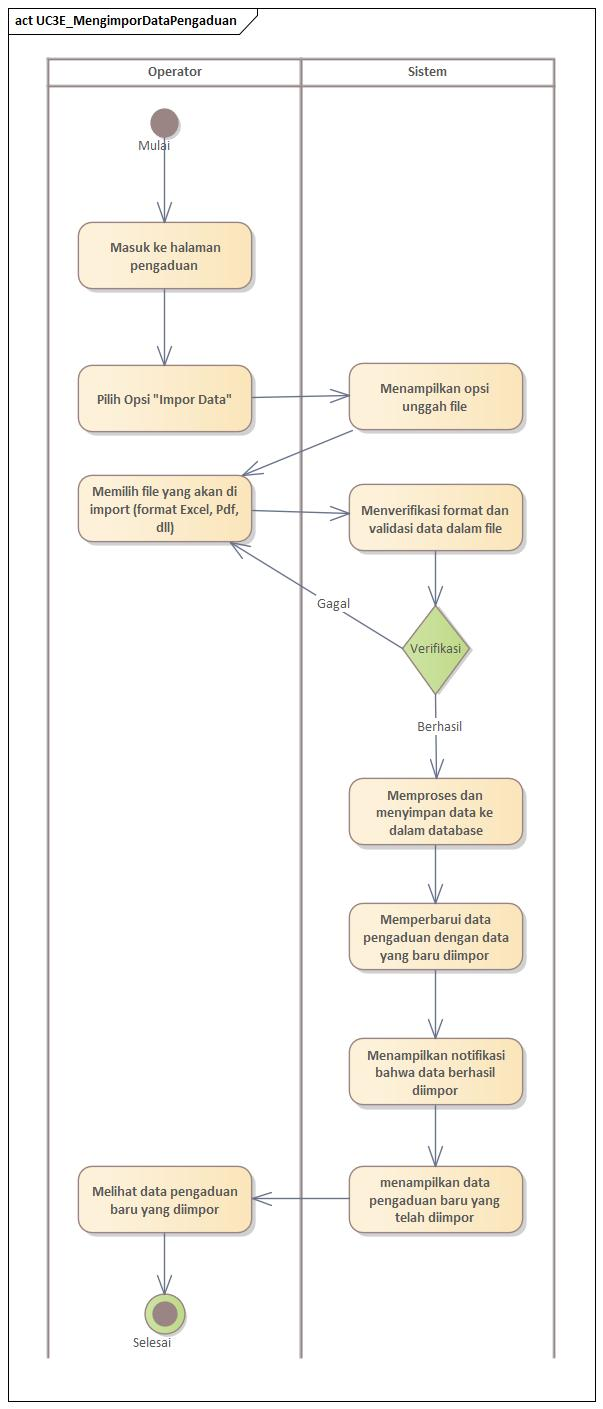 act UC3E_MengimporDataPengaduan
Operator
Sistem
Mulai
Masuk ke halaman
pengaduan
Pilih Opsi "Impor Data"
Menampilkan opsi
unggah file
Memilih file yang akan di
import (format Excel, Pdf,
dll)
Menverifikasi format dan
validasi data dalam file
Gagal
Verifikasi
Berhasil
Memproses dan
menyimpan data ke
dalam database
Memperbarui data
pengaduan dengan data
yang baru diimpor
Menampilkan notifikasi
bahwa data berhasil
diimpor
menampilkan data
pengaduan baru yang
telah diimpor
Melihat data pengaduan
baru yang diimpor
Selesai